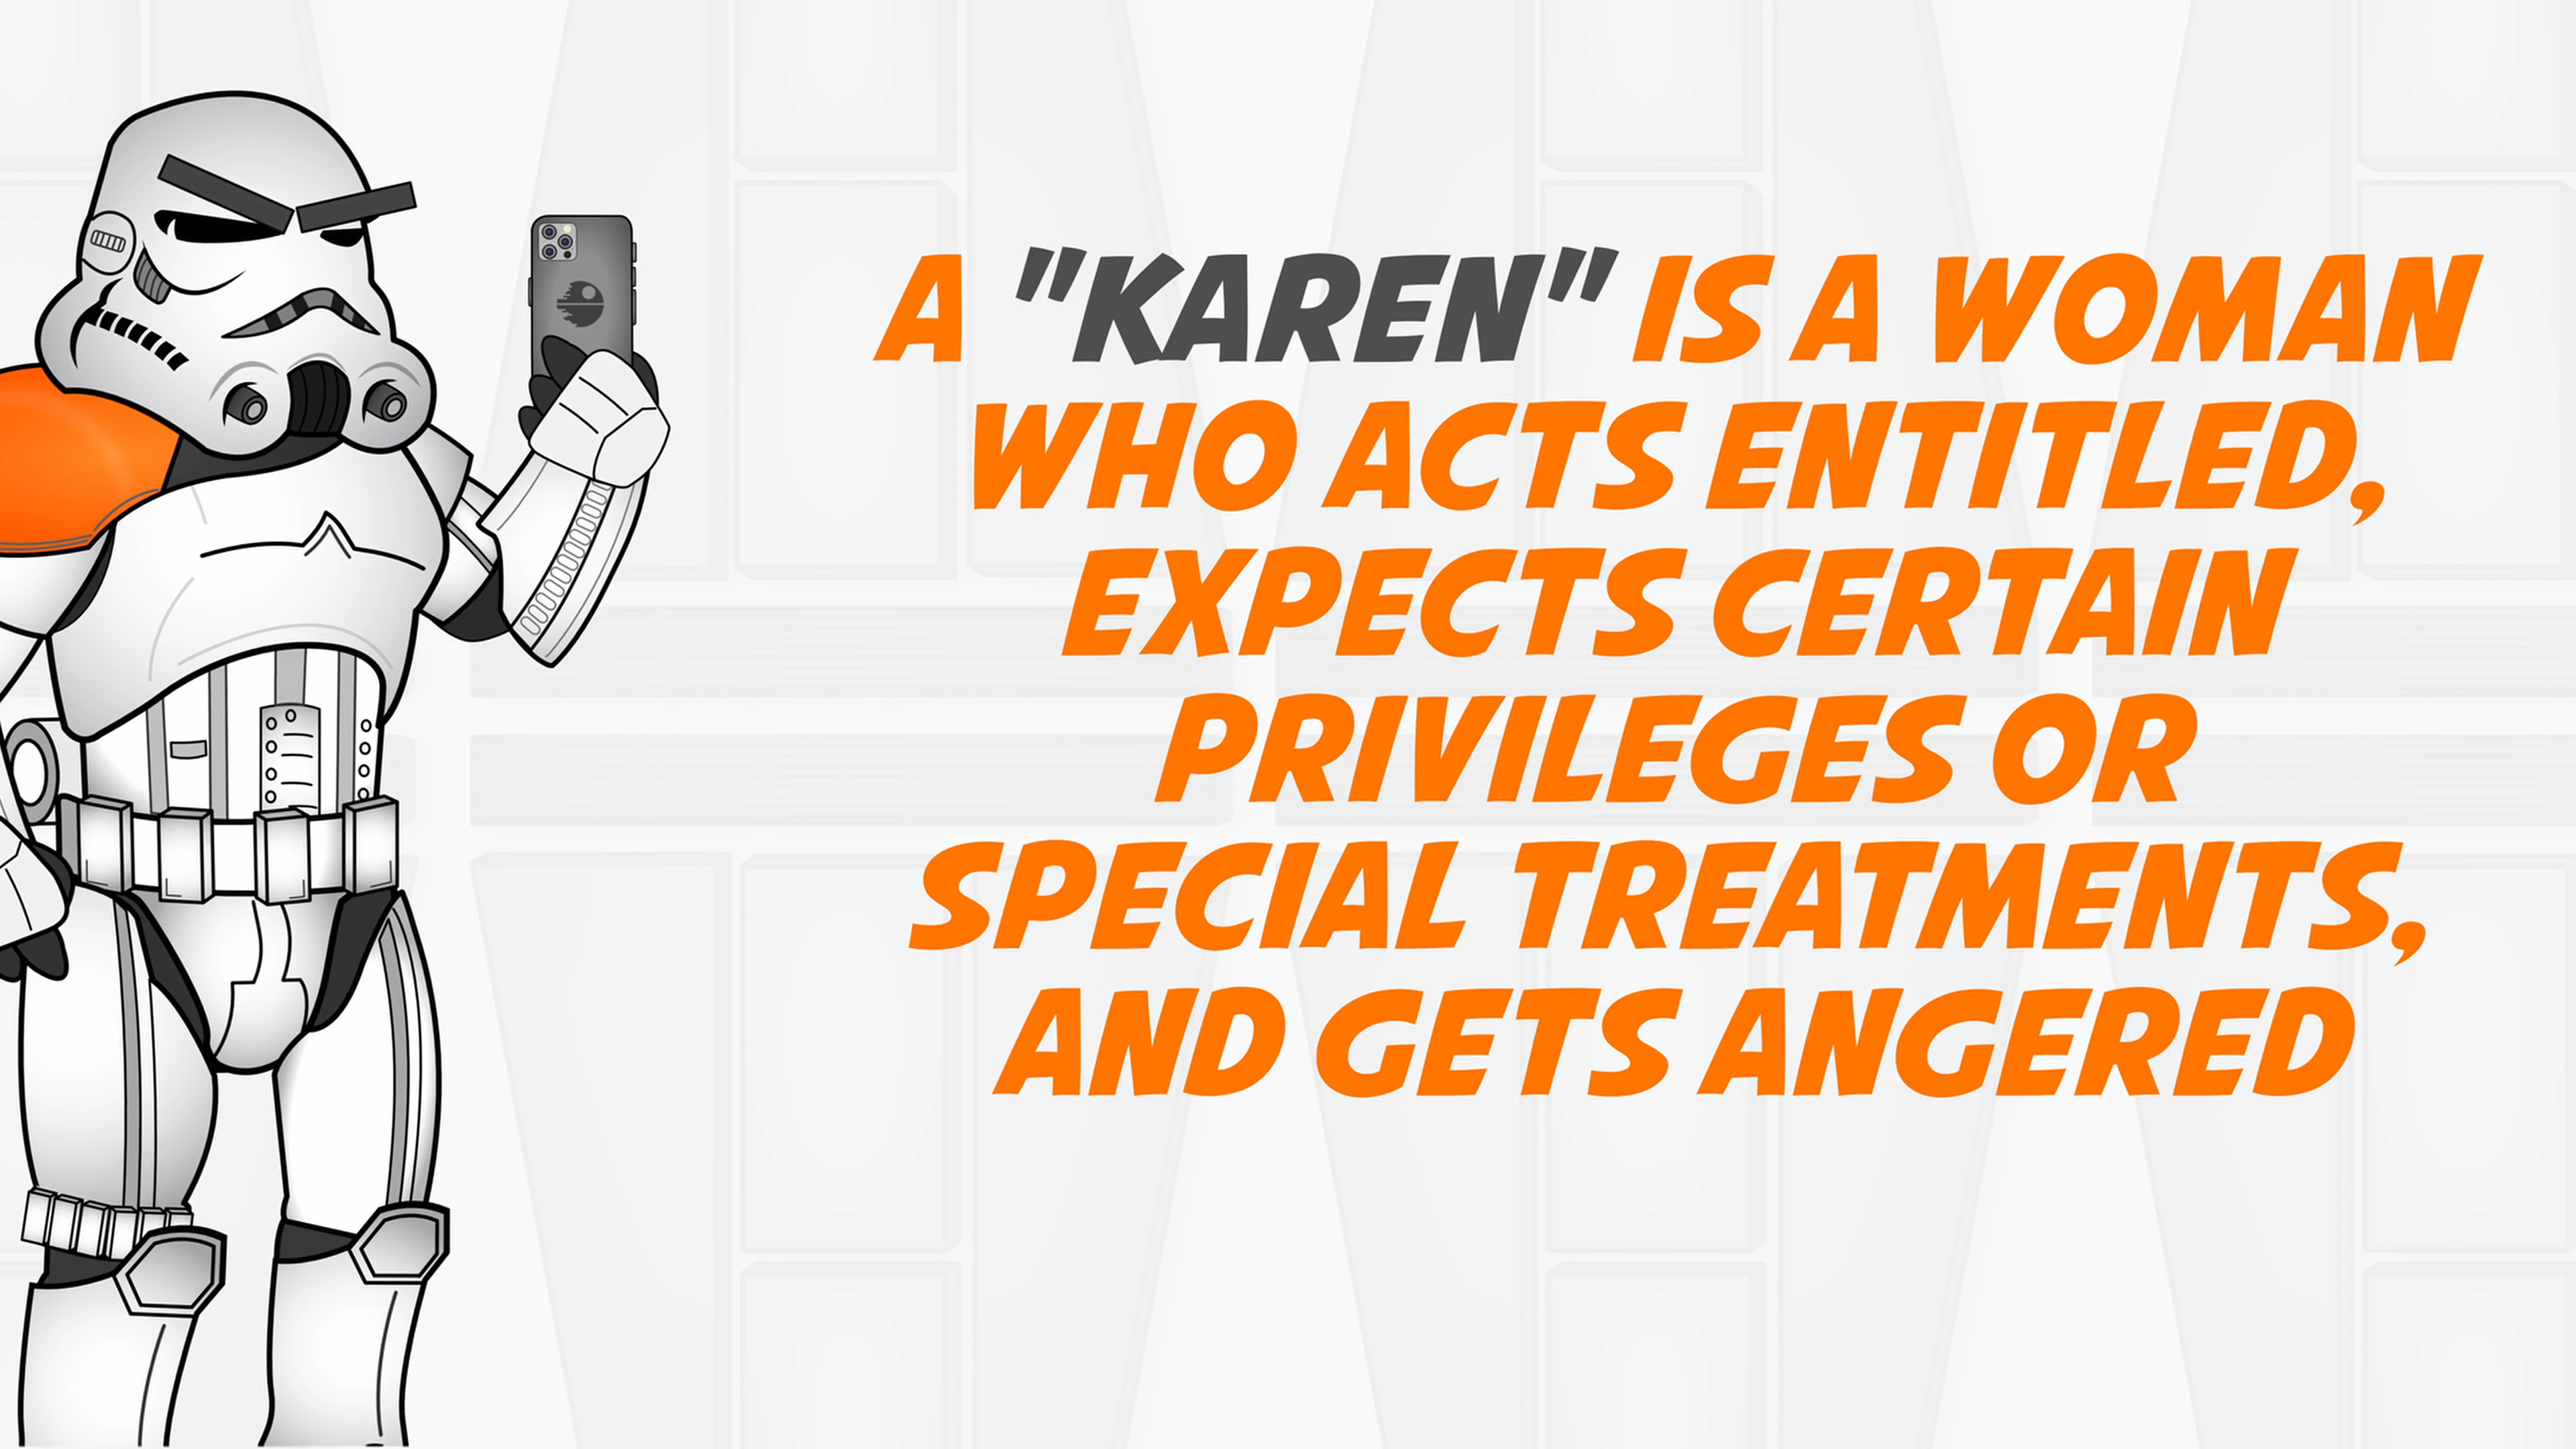 A "KAREN" IS A WOMAN
WHO ACTS ENTITLED,
EXPECTS CERTAIN
PRIVILEGES OR
SPECIAL TREATMENTS,
AND GETS ANGERED